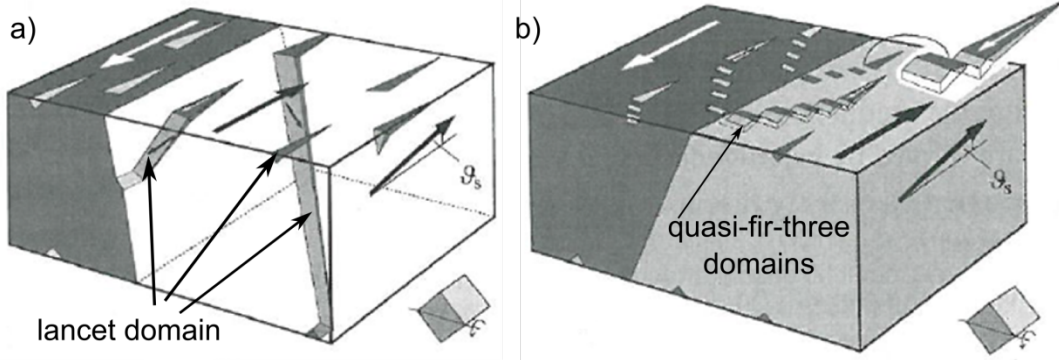 a)
ϑs
lancet domain
b)
ϑs
quasi-fir-three
domains